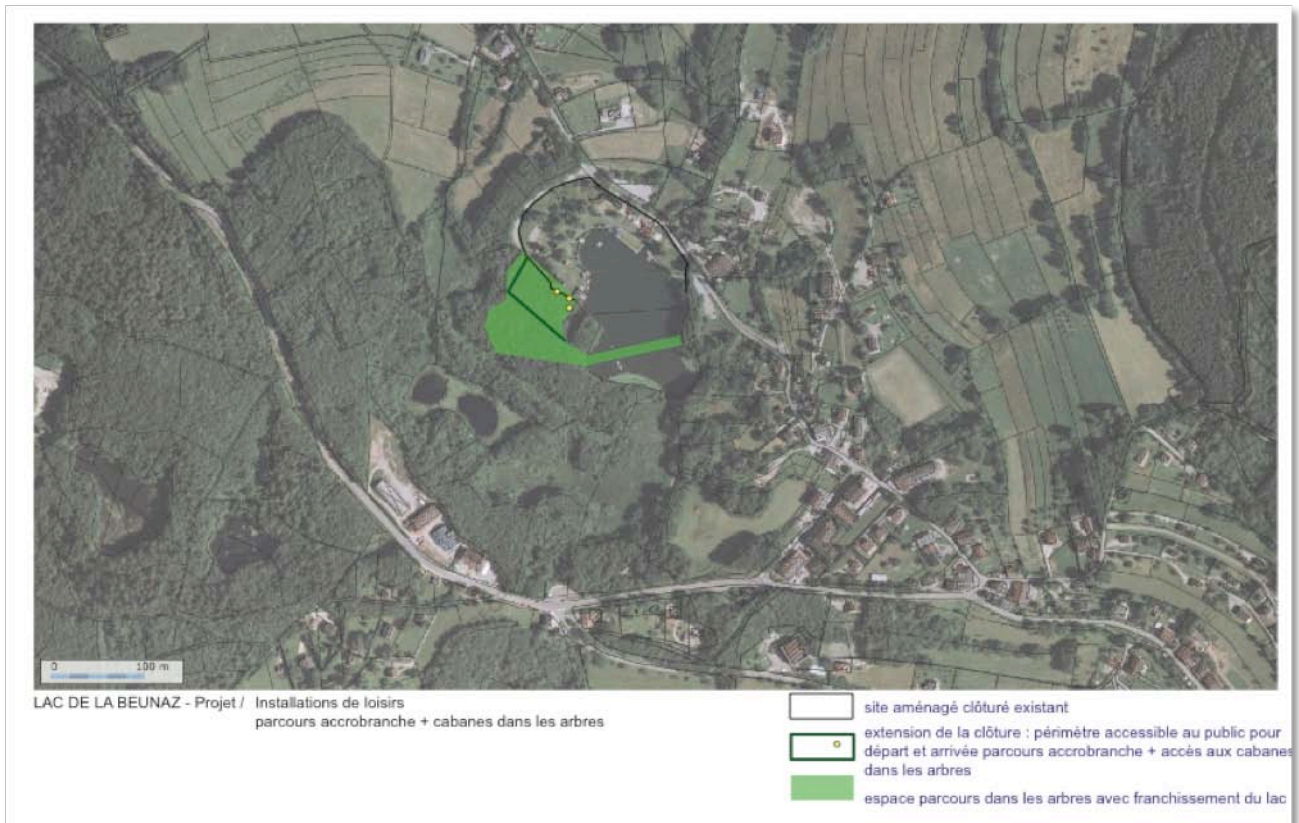 0 100 m
LAC DE LA BEUNAZ - Projet / Installations de loisirs
parcours accrobranche + cabanes dans les arbres
site aménagé clôturé existant
extension de la clôture : périmètre accessible au public pour
départ et arrivée parcours accrobranche + accès aux cabanes
dans les arbres
espace parcours dans les arbres avec franchissement du lac